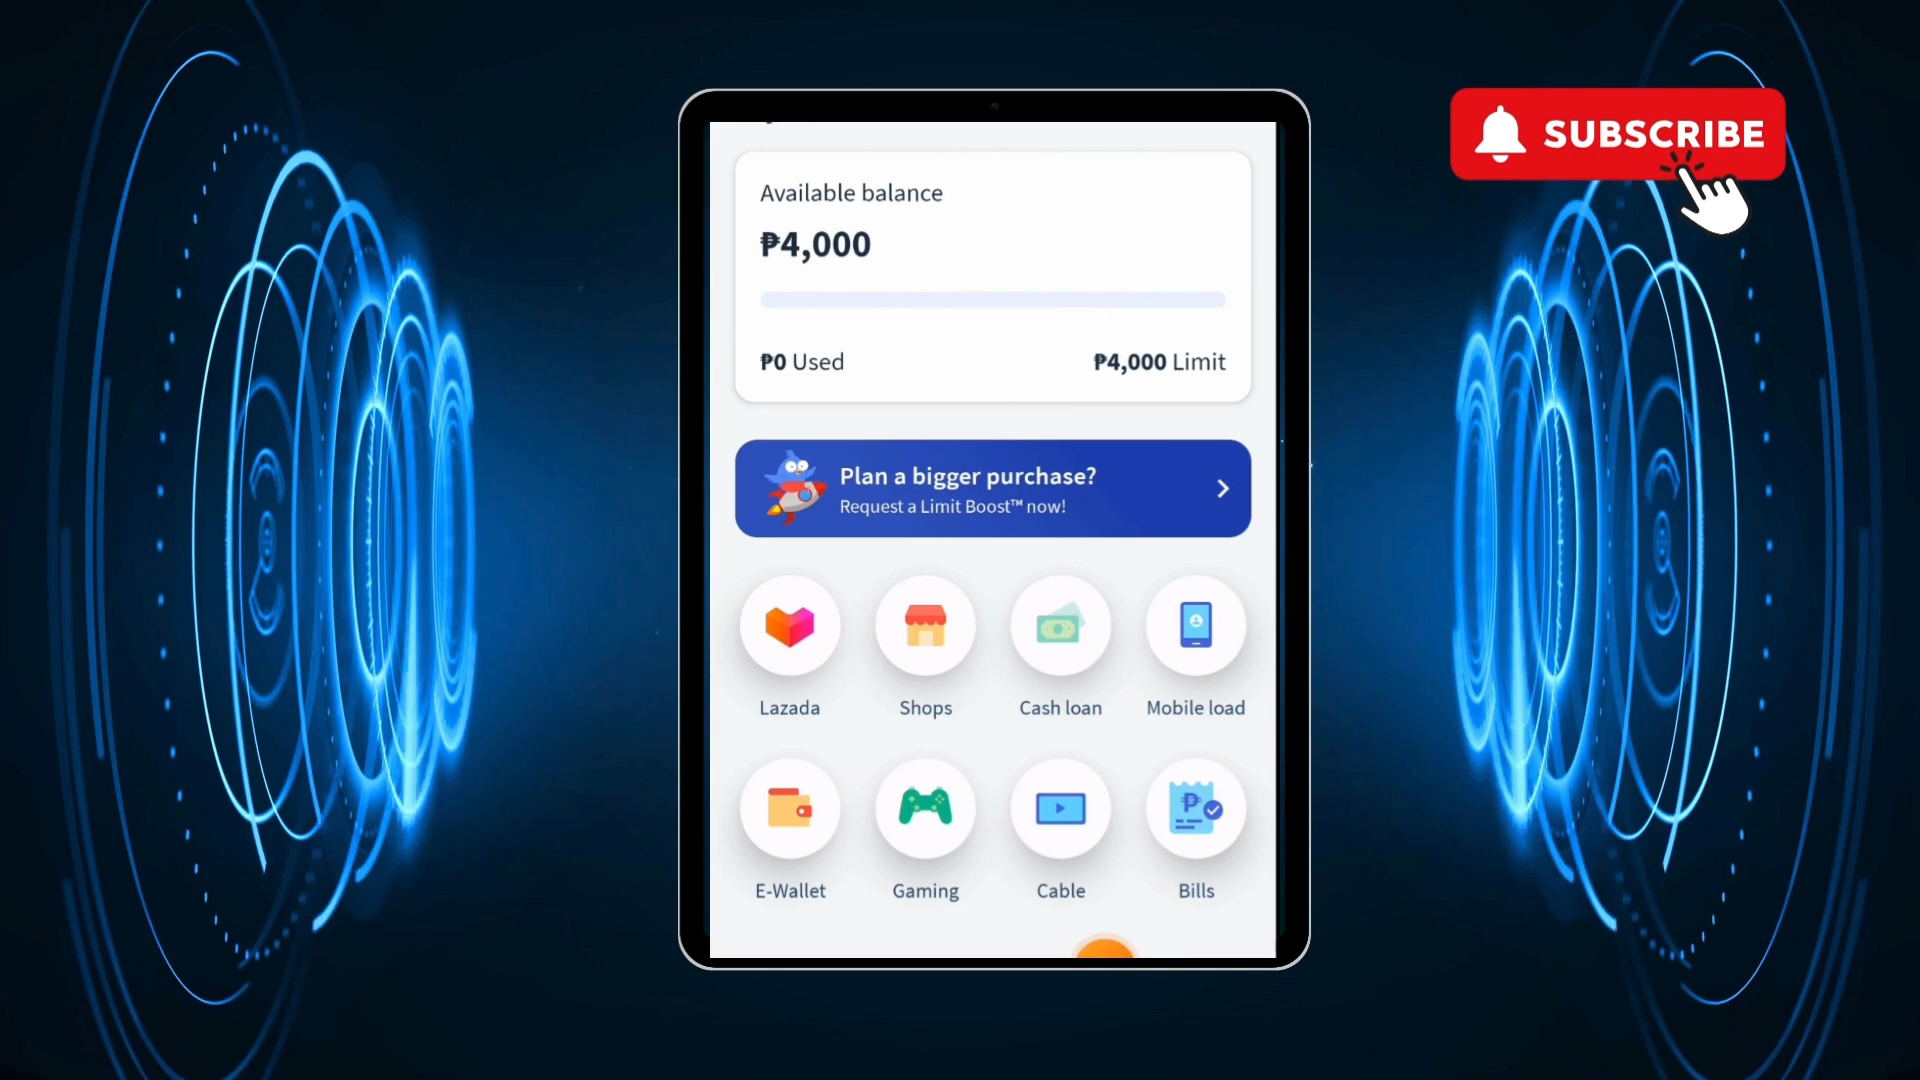 SUBSCRIBE
Available balance
₱4,000
₱0 Used
₱4,000 Limit
Plan a bigger purchase?
Request a Limit Boost™ now!
Lazada
Shops
Cash loan
Mobile load
E-Wallet
Gaming
Cable
Bills